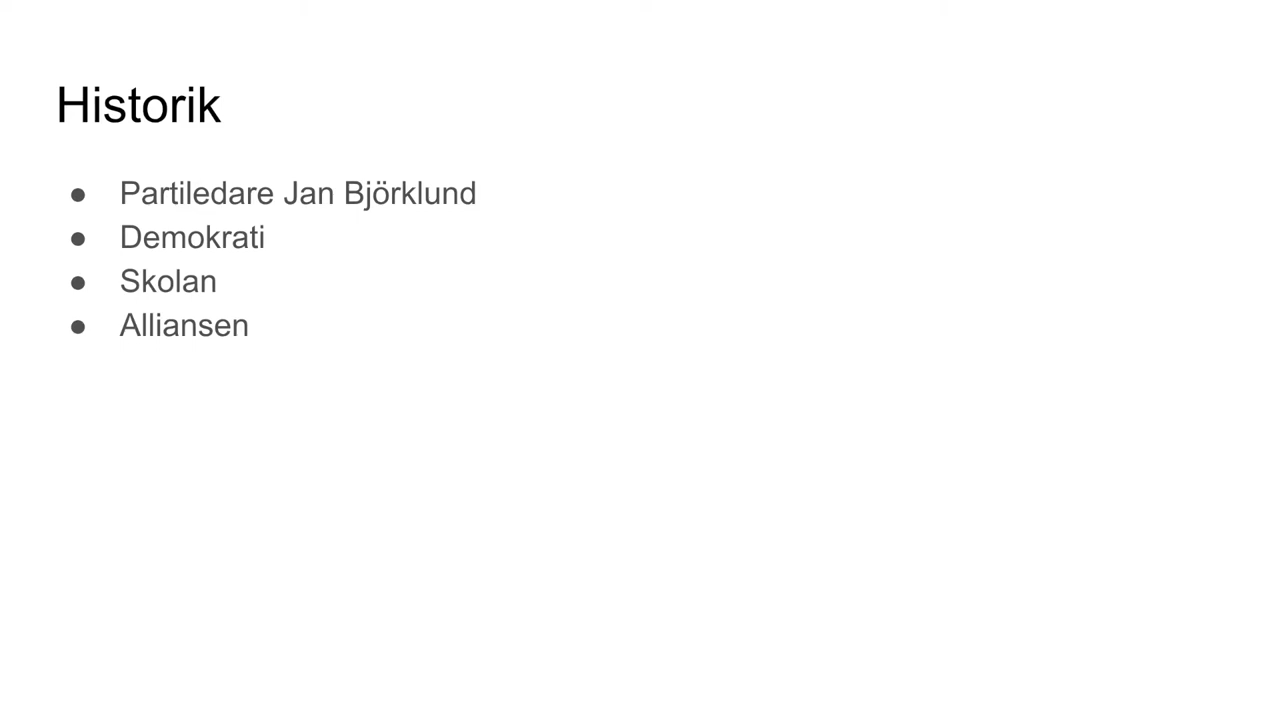 Historik
● Partiledare Jan Björklund
● Demokrati
● Skolan
● Alliansen